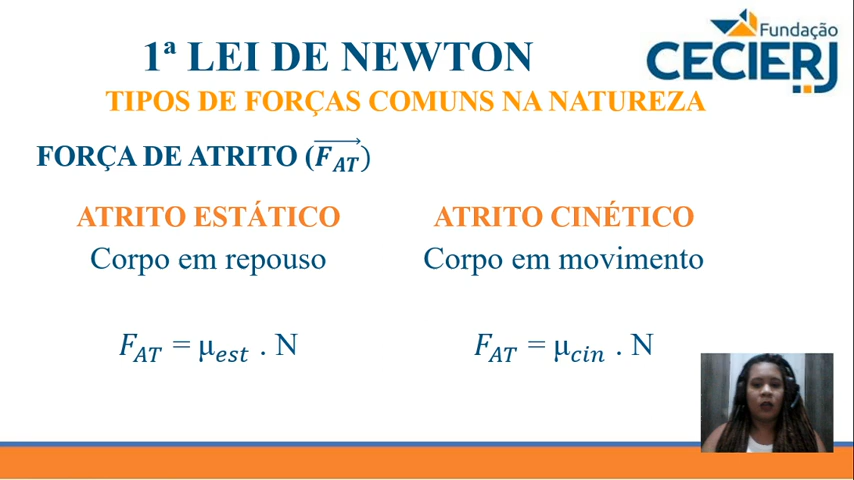 Fundação
CECIERJ
1ª LEI DE NEWTON
TIPOS DE FORÇAS COMUNS NA NATUREZA
FORÇA DE ATRITO (F_AT)
ATRITO ESTÁTICO
Corpo em repouso
F_AT = μ_est . N
ATRITO CINÉTICO
Corpo em movimento
F_AT = μ_cin . N